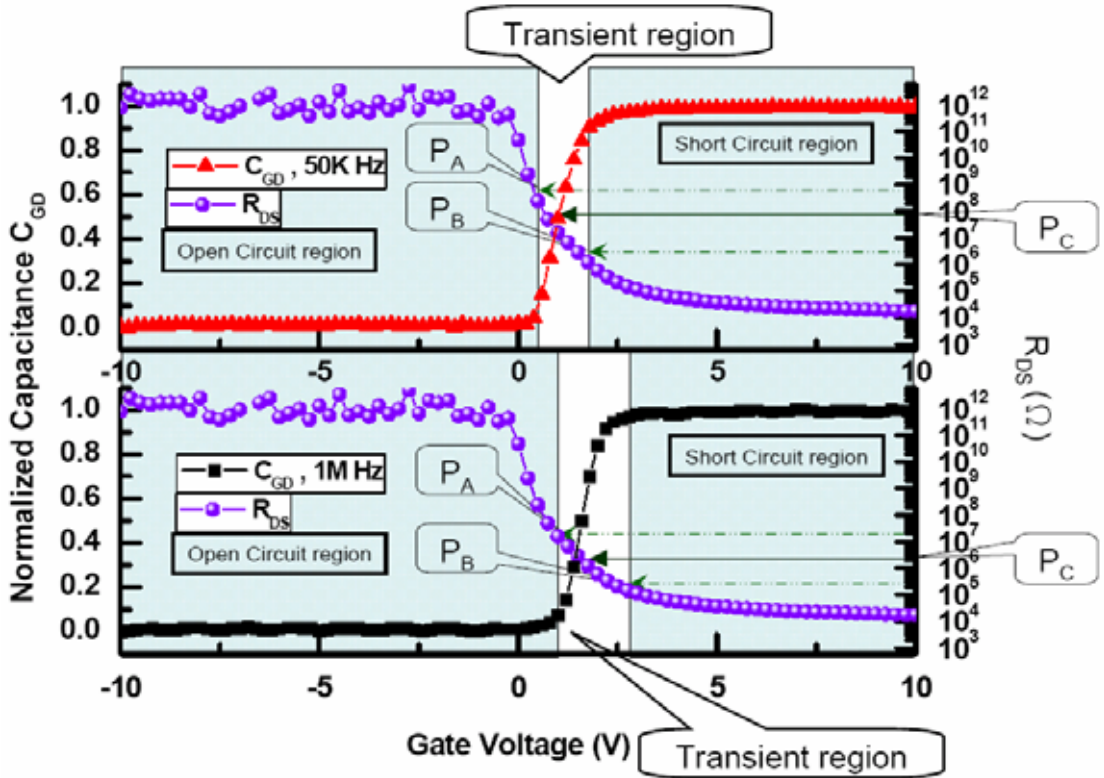 Transient region
1.0
0.8
0.6
0.4
0.2
0.0
C_GD , 50K Hz
R_DS
Open Circuit region
P_A
P_B
Short Circuit region
P_C
10^12
10^11
10^10
10^9
10^8
10^7
10^6
10^5
10^4
10^3
-10 -5 0 5 10
Normalized Capacitance C_GD
R_DS (Ω)
1.0
0.8
0.6
0.4
0.2
0.0
C_GD , 1M Hz
R_DS
Open Circuit region
P_A
P_B
Short Circuit region
P_C
10^12
10^11
10^10
10^9
10^8
10^7
10^6
10^5
10^4
10^3
-10 -5 0 5 10
Gate Voltage (V)
Transient region